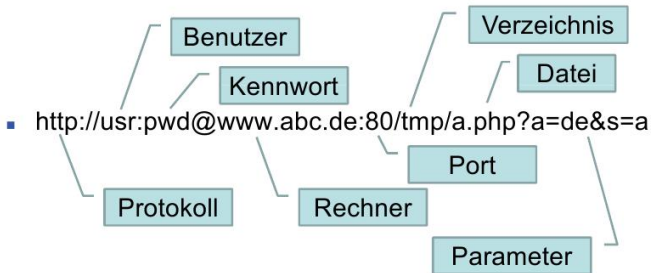 Verzeichnis
Benutzer
Datei
Kennwort
▪ http://usr:pwd@www.abc.de:80/tmp/a.php?a=de&s=a
Port
Protokoll
Rechner
Parameter